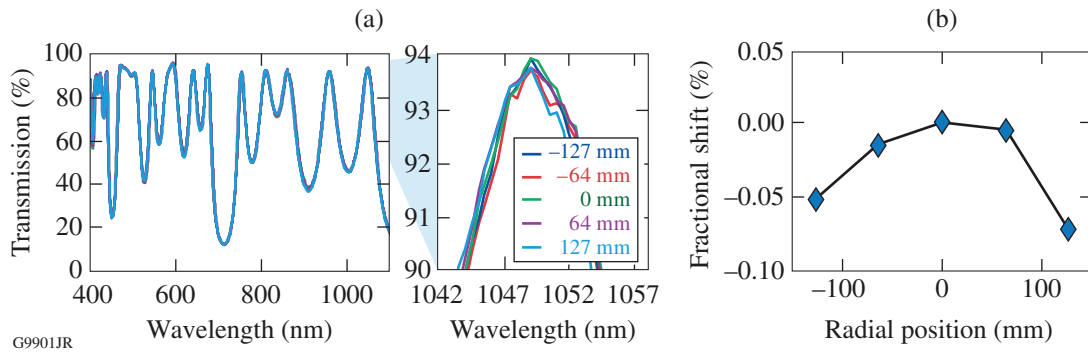 (a)
Transmission (%)
100
80
60
40
20
0
400 600 800 1000
Wavelength (nm)
94
93
92
91
90
–127 mm
–64 mm
0 mm
64 mm
127 mm
1042 1047 1052 1057
Wavelength (nm)
(b)
Fractional shift (%)
0.05
0.00
–0.05
–0.10
–100 0 100
Radial position (mm)
G9901JR